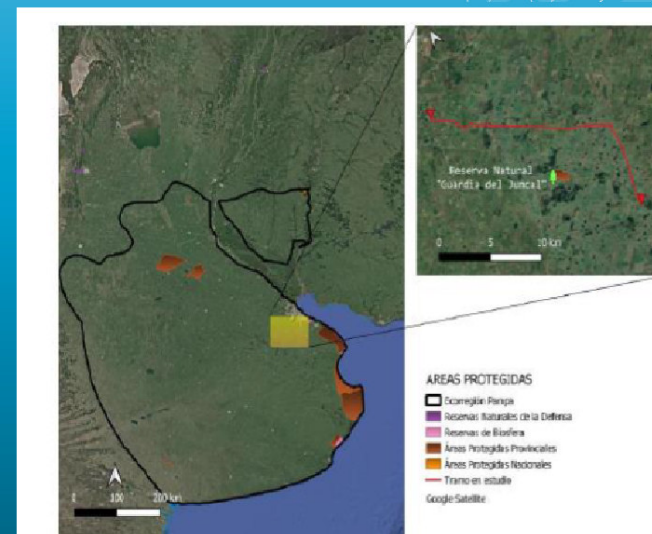 Reserva Natural
"Guardia del Juncal"
0 5 10 km
0 100 200 km
AREAS PROTEGIDAS
Ecorregión Pampa
Reservas Naturales de la Defensa
Reservas de Biosfera
Áreas Protegidas Provinciales
Áreas Protegidas Nacionales
Tramo en estudio
Google Satellite